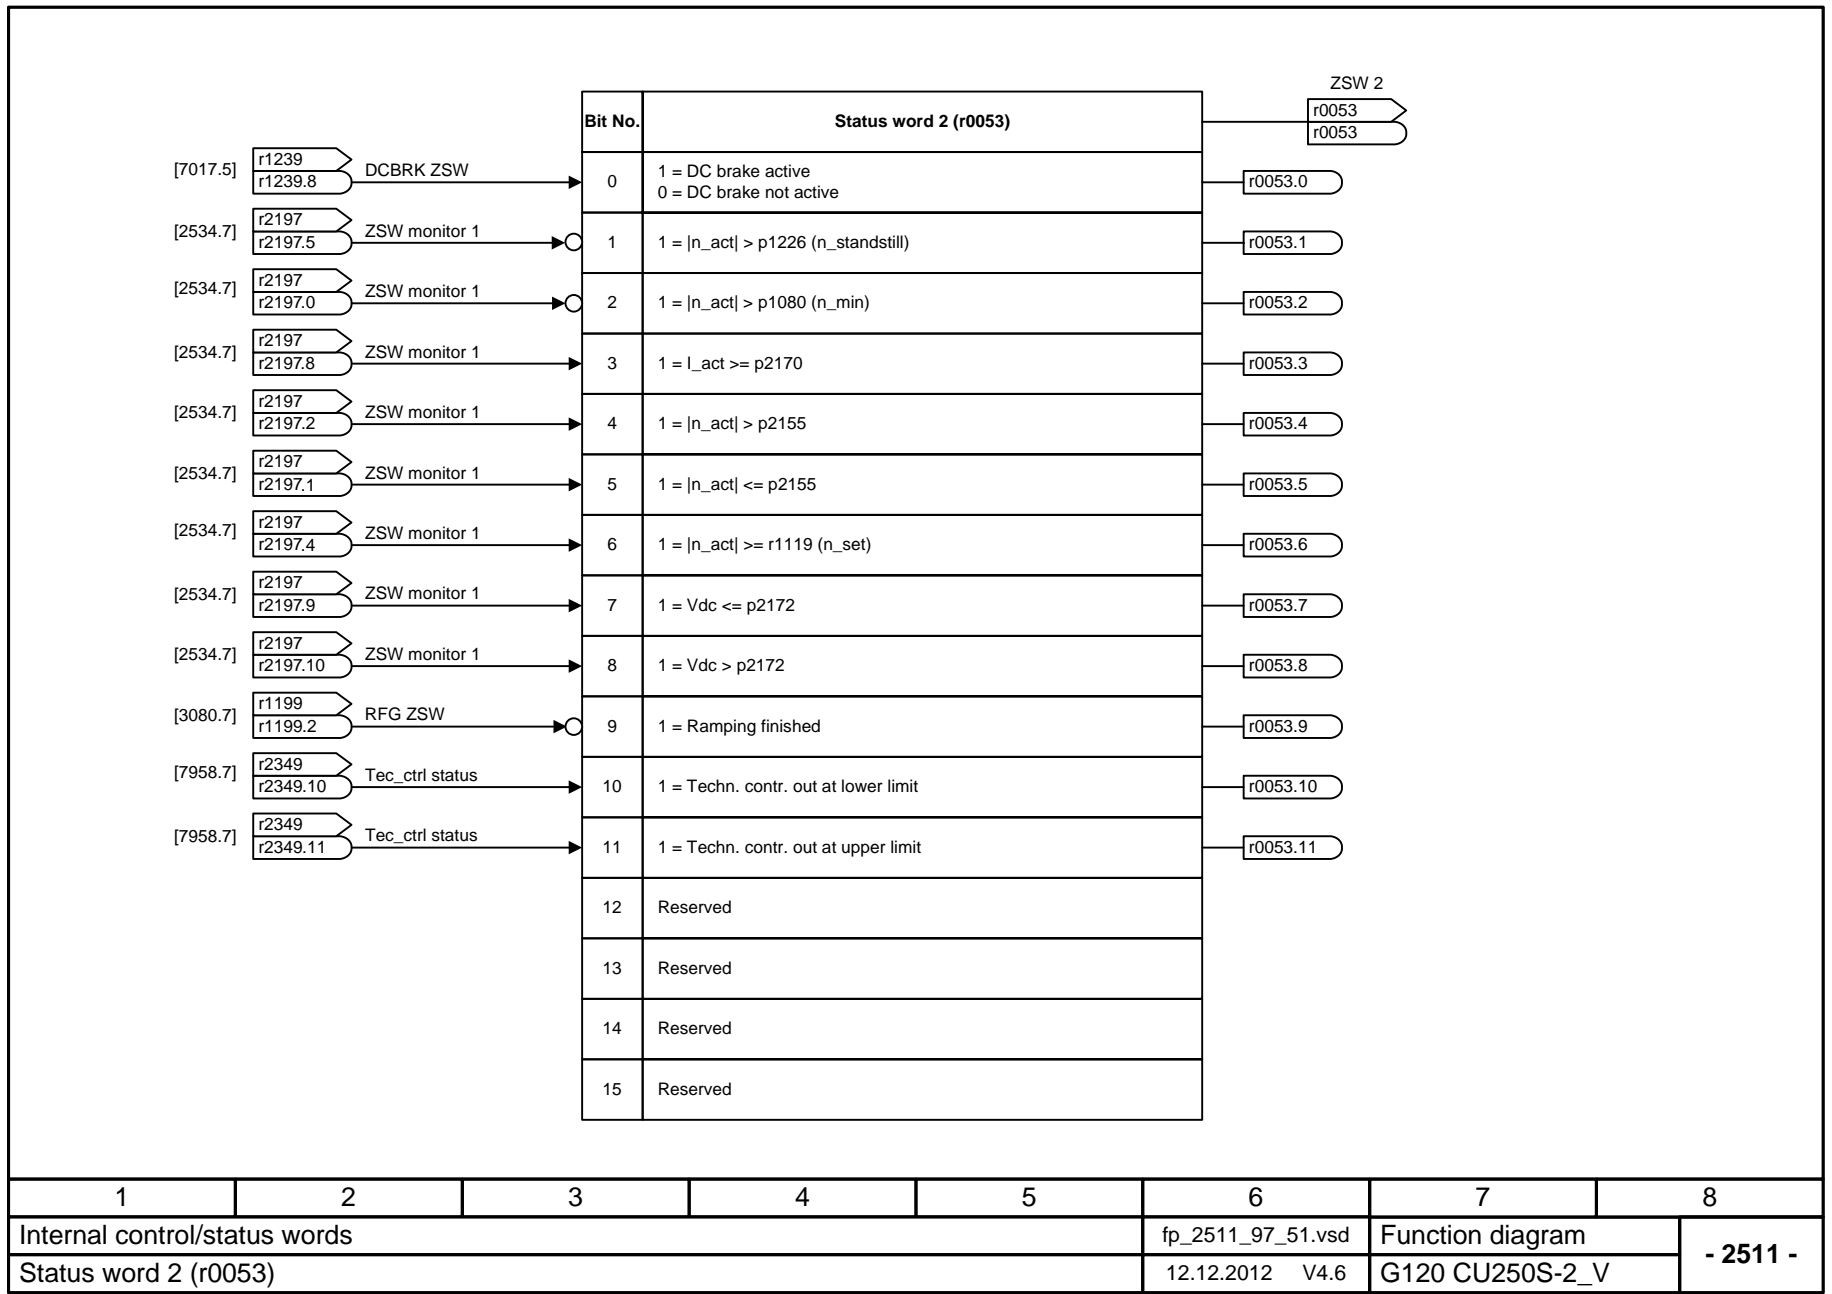 ZSW 2
Bit No. Status word 2 (r0053) r0053
r0053
[7017.5] r1239 DCBRK ZSW
r1239.8 0 1 = DC brake active
0 = DC brake not active r0053.0
[2534.7] r2197 ZSW monitor 1
r2197.5 1 1 = |n_act| > p1226 (n_standstill) r0053.1
[2534.7] r2197 ZSW monitor 1
r2197.0 2 1 = |n_act| > p1080 (n_min) r0053.2
[2534.7] r2197 ZSW monitor 1
r2197.8 3 1 = I_act >= p2170 r0053.3
[2534.7] r2197 ZSW monitor 1
r2197.2 4 1 = |n_act| > p2155 r0053.4
[2534.7] r2197 ZSW monitor 1
r2197.1 5 1 = |n_act| <= p2155 r0053.5
[2534.7] r2197 ZSW monitor 1
r2197.4 6 1 = |n_act| >= r1119 (n_set) r0053.6
[2534.7] r2197 ZSW monitor 1
r2197.9 7 1 = Vdc <= p2172 r0053.7
[2534.7] r2197 ZSW monitor 1
r2197.10 8 1 = Vdc > p2172 r0053.8
[3080.7] r1199 RFG ZSW
r1199.2 9 1 = Ramping finished r0053.9
[7958.7] r2349 Tec_ctrl status
r2349.10 10 1 = Techn. contr. out at lower limit r0053.10
[7958.7] r2349 Tec_ctrl status
r2349.11 11 1 = Techn. contr. out at upper limit r0053.11
12 Reserved
13 Reserved
14 Reserved
15 Reserved
1 2 3 4 5 6 7 8
Internal control/status words fp_2511_97_51.vsd Function diagram - 2511 -
Status word 2 (r0053) 12.12.2012 V4.6 G120 CU250S-2_V